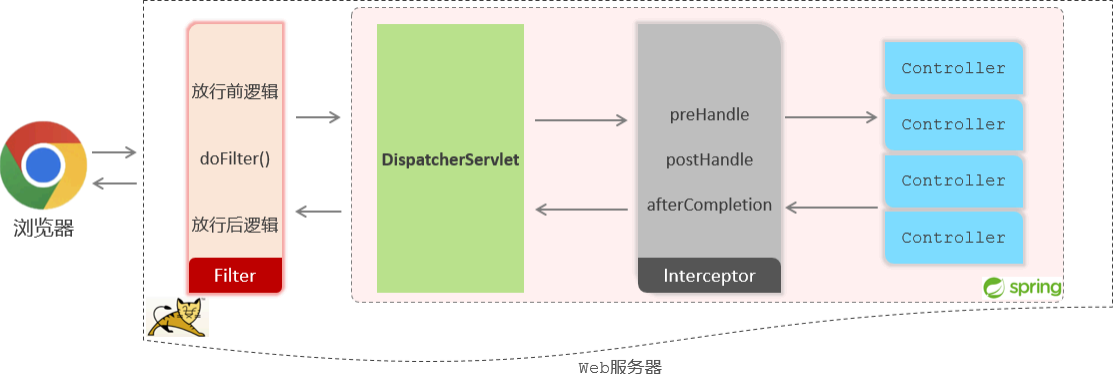 放行前逻辑
doFilter()
放行后逻辑
Filter
浏览器
DispatcherServlet
preHandle
postHandle
afterCompletion
Interceptor
Controller
Controller
Controller
Controller
spring
Web服务器